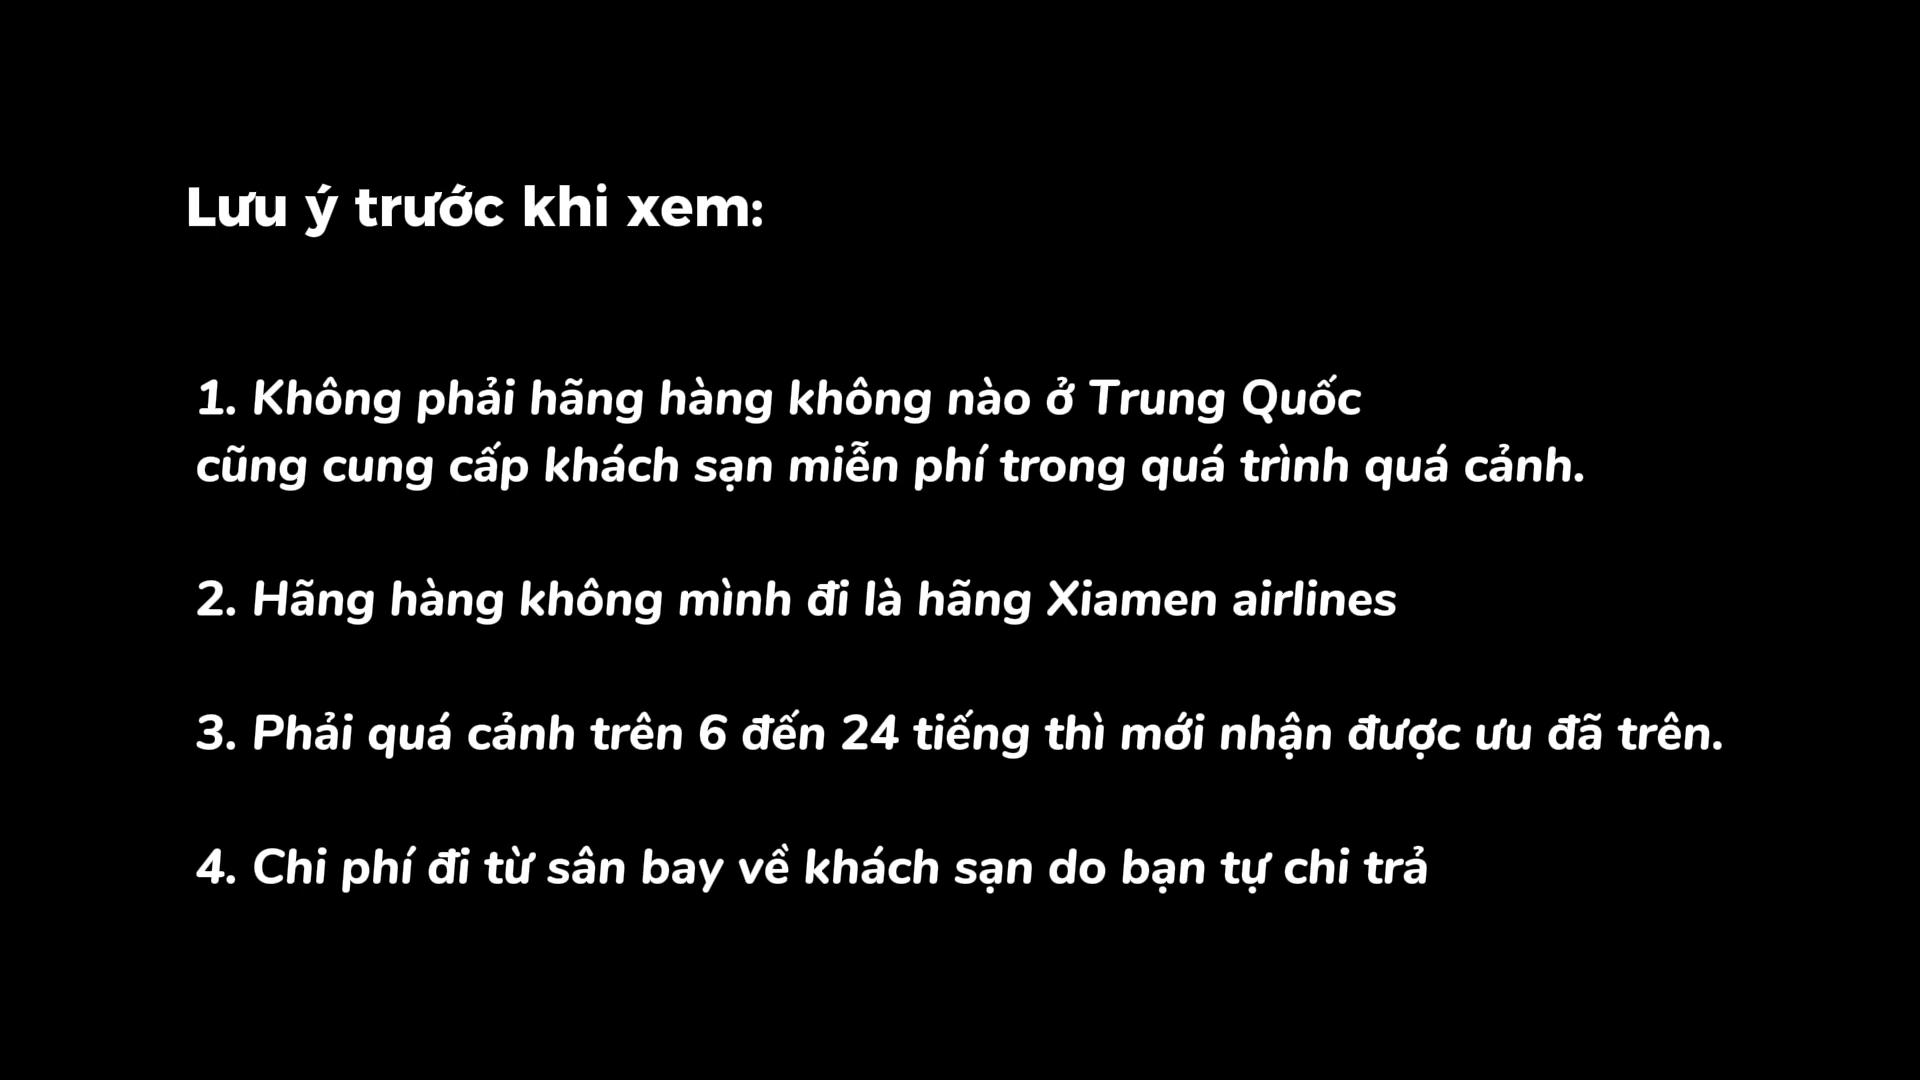 Lưu ý trước khi xem:
1. Không phải hãng hàng không nào ở Trung Quốc
cũng cung cấp khách sạn miễn phí trong quá trình quá cảnh.
2. Hãng hàng không mình đi là hãng Xiamen airlines
3. Phải quá cảnh trên 6 đến 24 tiếng thì mới nhận được ưu đã trên.
4. Chi phí đi từ sân bay về khách sạn do bạn tự chi trả